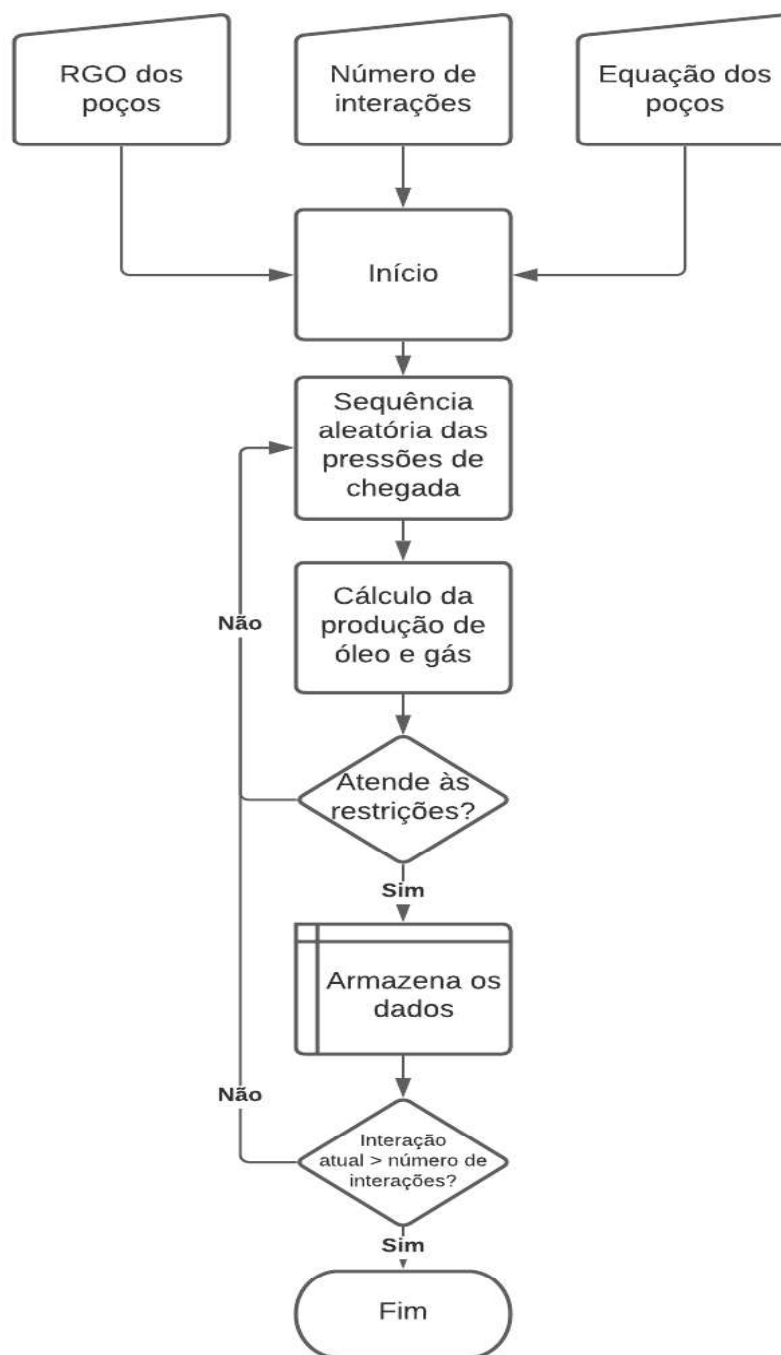 RGO dos
poços
Número de
interações
Equação dos
poços
Início
Sequência
aleatória das
pressões de
chegada
Cálculo da
produção de
óleo e gás
Não
Atende às
restrições?
Sim
Armazena os
dados
Não
Interação
atual > número de
interações?
Sim
Fim